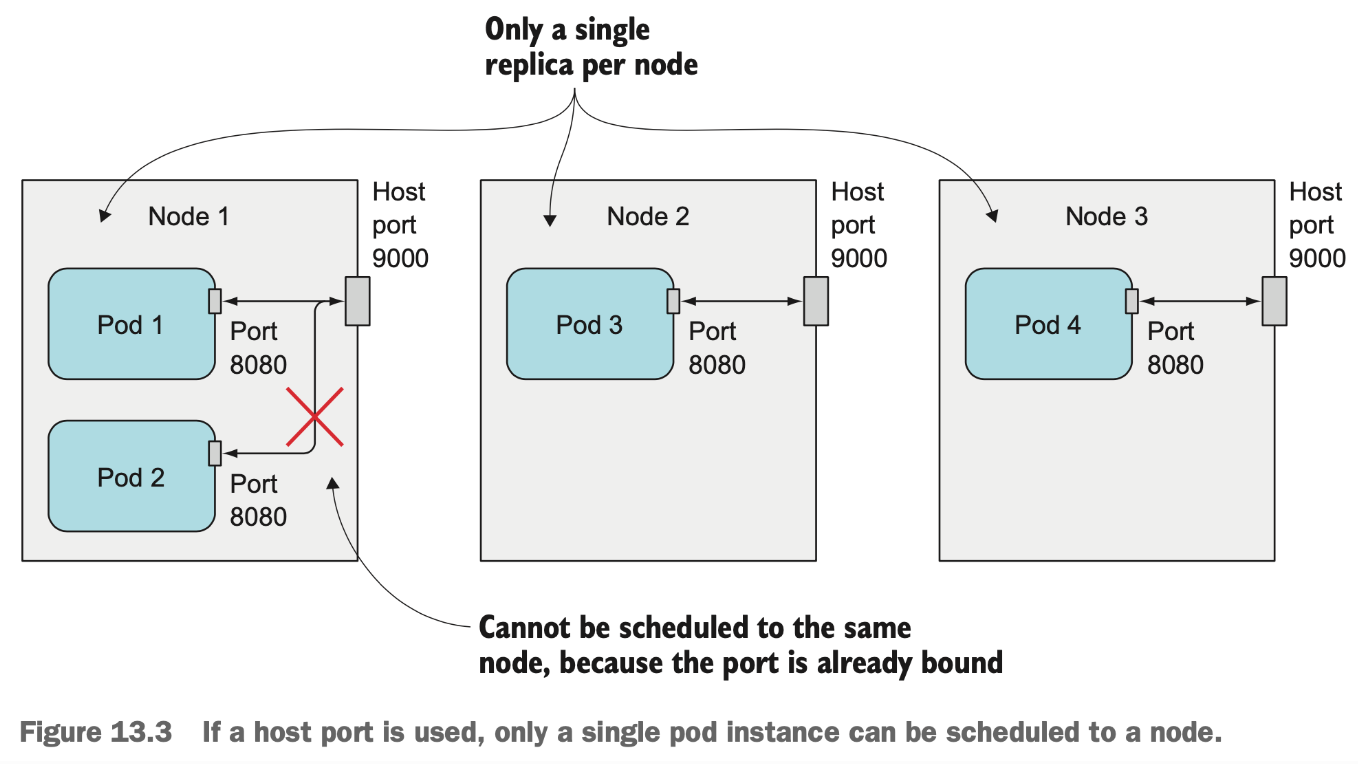 Only a single
replica per node
Node 1
Host
port
9000
Pod 1
Port
8080
Pod 2
Port
8080
Node 2
Host
port
9000
Pod 3
Port
8080
Node 3
Host
port
9000
Pod 4
Port
8080
Cannot be scheduled to the same
node, because the port is already bound
Figure 13.3 If a host port is used, only a single pod instance can be scheduled to a node.